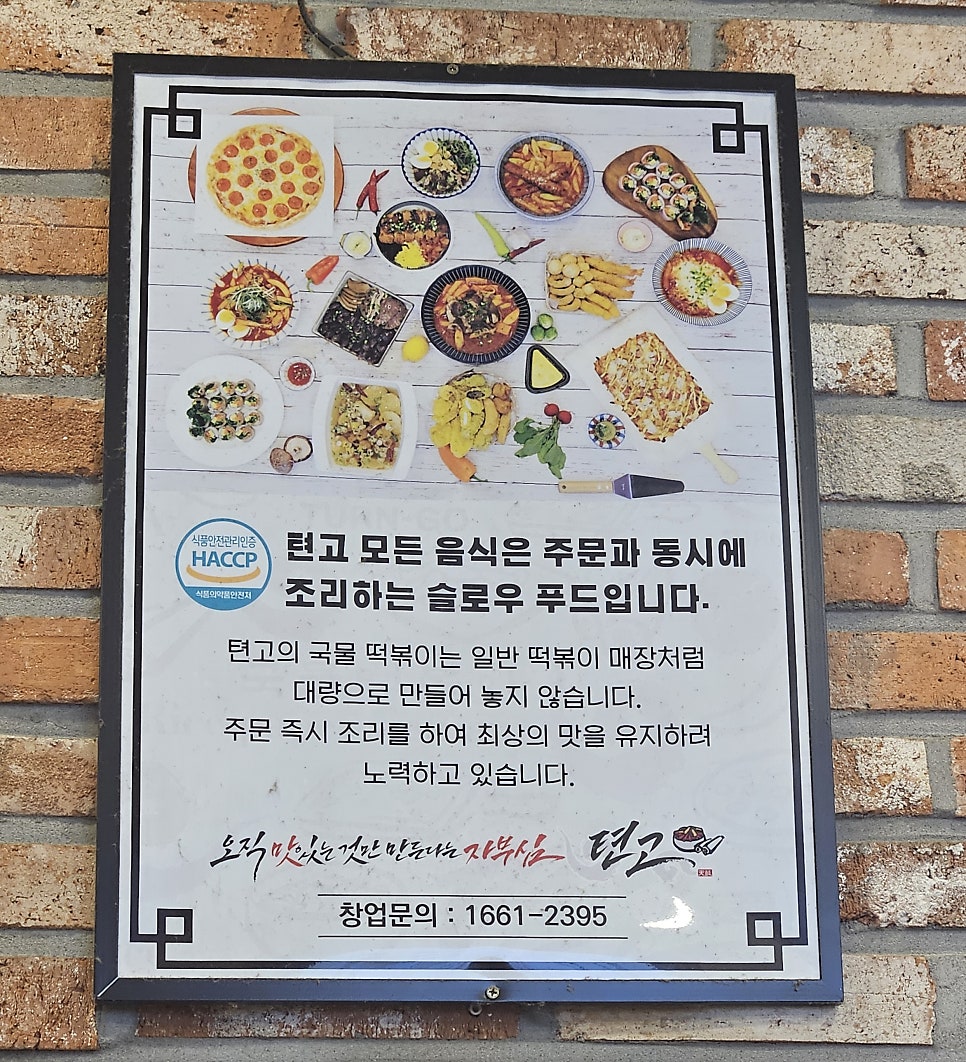 식품안전관리인증
HACCP
식품의약품안전처
텬고 모든 음식은 주문과 동시에
조리하는 슬로우 푸드입니다.
텬고의 국물 떡볶이는 일반 떡볶이 매장처럼
대량으로 만들어 놓지 않습니다.
주문 즉시 조리를 하여 최상의 맛을 유지하려
노력하고 있습니다.
오직 맛있는 것만 만든다는 자부심 텬고
창업문의 : 1661-2395